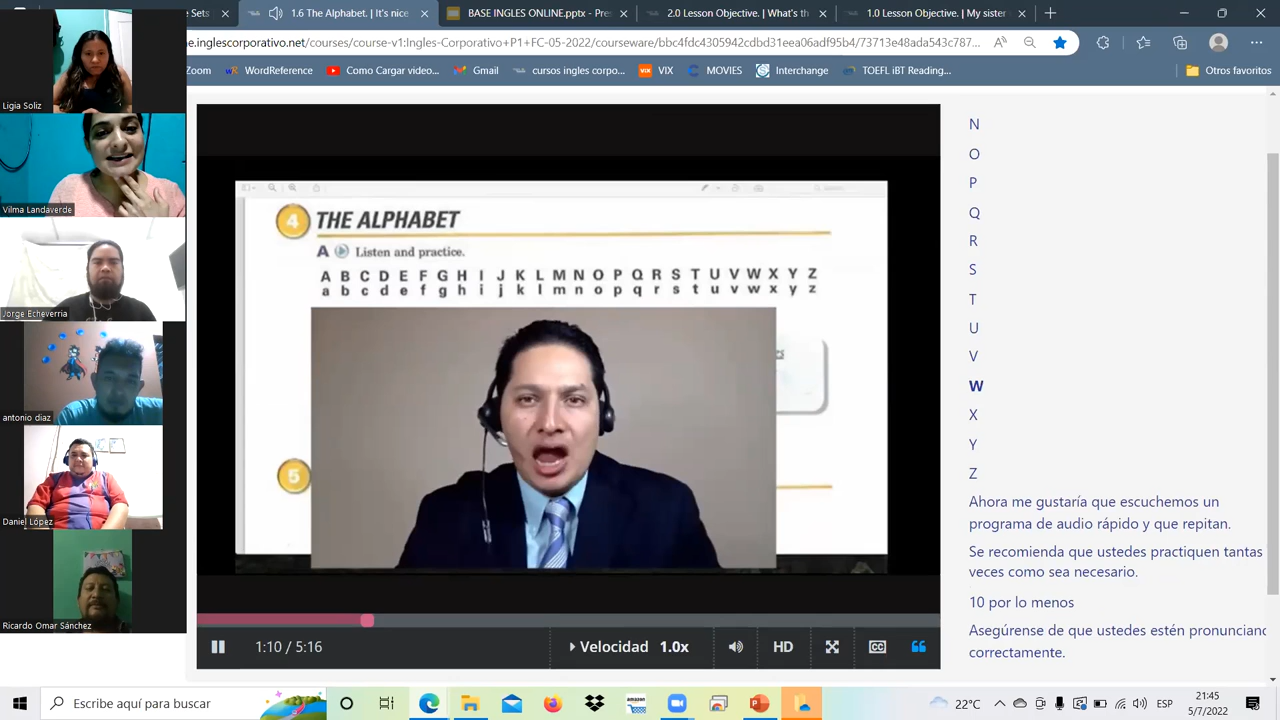 1.6 The Alphabet. | It's nice
BASE INGLES ONLINE.pptx - Pre
2.0 Lesson Objective. | What's t
1.0 Lesson Objective. | My siste
ne.inglescorporativo.net/courses/course-v1:Ingles-Corporativo+P1+FC-05-2022/courseware/bbc4fdc4305942cdbd31eea06adf95b4/73713e48ada543c787...
Zoom
WordReference
Como Cargar video...
Gmail
cursos ingles corpo...
VIX
MOVIES
Interchange
TOEFL iBT Reading...
Otros favoritos
Ligia Soliz
Vilma Landaverde
Jorge Echeverria
antonio diaz
Daniel López
Ricardo Omar Sánchez
4 THE ALPHABET
A Listen and practice.
A B C D E F G H I J K L M N O P Q R S T U V W X Y Z
a b c d e f g h i j k l m n o p q r s t u v w x y z
5
1:10 / 5:16
Velocidad 1.0x
HD
CC
N
O
P
Q
R
S
T
U
V
W
X
Y
Z
Ahora me gustaría que escuchemos un
programa de audio rápido y que repitan.
Se recomienda que ustedes practiquen tantas
veces como sea necesario.
10 por lo menos
Asegúrense de que ustedes estén pronunciand
correctamente.
Escribe aquí para buscar
22°C
ESP
21:45
5/7/2022